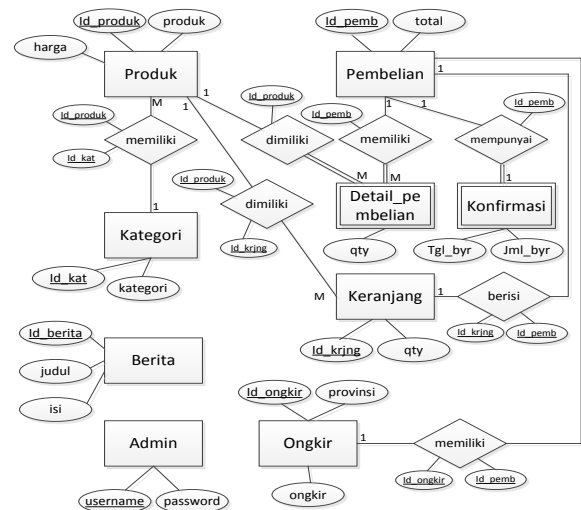 Id_produk
produk
Id_pemb
total
harga
Produk
Pembelian
1
1
M
1
1
1
1
Id_produk
Id_pemb
Id_produk
memiliki
Id_kat
dimiliki
Id_pemb
memiliki
mempunyai
Id_produk
dimiliki
Id_krjng
M
M
1
1
Detail_pe
mbelian
Konfirmasi
Kategori
qty
Tgl_byr
Jml_byr
Id_kat
kategori
M
Keranjang
1
berisi
Id_krjng
Id_pemb
Id_krjng
qty
Id_berita
judul
isi
Berita
Id_ongkir
provinsi
Admin
Ongkir
1
memiliki
Id_ongkir
Id_pemb
username
password
ongkir